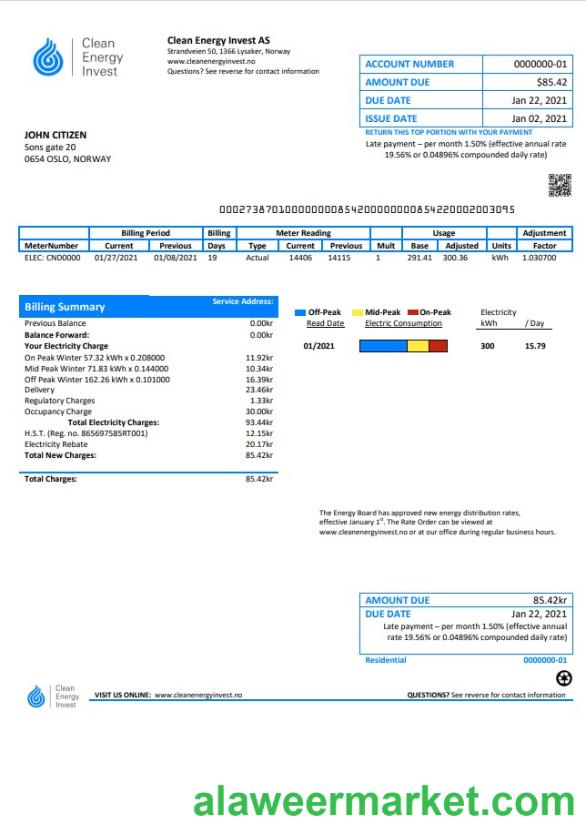 Clean
Energy
Invest
Clean Energy Invest AS
Strandveien 50, 1366 Lysaker, Norway
www.cleanenergyinvest.no
Questions? See reverse for contact information
ACCOUNT NUMBER 0000000-01
AMOUNT DUE $85.42
DUE DATE Jan 22, 2021
ISSUE DATE Jan 02, 2021
RETURN THIS TOP PORTION WITH YOUR PAYMENT
Late payment – per month 1.50% (effective annual rate
19.56% or 0.04896% compounded daily rate)
JOHN CITIZEN
Sons gate 20
0654 OSLO, NORWAY
Billing Period Billing Meter Reading Usage Adjustment
MeterNumber Current Previous Days Type Current Previous Mult Base Adjusted Units Factor
ELEC: CND0000 01/27/2021 01/08/2021 19 Actual 14406 14115 1 291.41 300.36 kWh 1.030700
Billing Summary Service Address:
Previous Balance 0.00kr
Balance Forward: 0.00kr
Your Electricity Charge
On Peak Winter 57.32 kWh x 0.208000 11.92kr
Mid Peak Winter 71.83 kWh x 0.144000 10.34kr
Off Peak Winter 162.26 kWh x 0.101000 16.39kr
Delivery 23.46kr
Regulatory Charges 1.33kr
Occupancy Charge 30.00kr
Total Electricity Charges: 93.44kr
H.S.T. (Reg. no. 865697585RT001) 12.15kr
Electricity Rebate 20.17kr
Total New Charges: 85.42kr
Total Charges: 85.42kr
Off-Peak Mid-Peak On-Peak Electricity
Read Date Electric Consumption kWh / Day
01/2021 300 15.79
The Energy Board has approved new energy distribution rates,
effective January 1st. The Rate Order can be viewed at
www.cleanenergyinvest.no or at our office during regular business hours.
AMOUNT DUE 85.42kr
DUE DATE Jan 22, 2021
Late payment – per month 1.50% (effective annual
rate 19.56% or 0.04896% compounded daily rate)
Residential 0000000-01
Clean
Energy
Invest
VISIT US ONLINE: www.cleanenergyinvest.no QUESTIONS? See reverse for contact information
alaweermarket.com